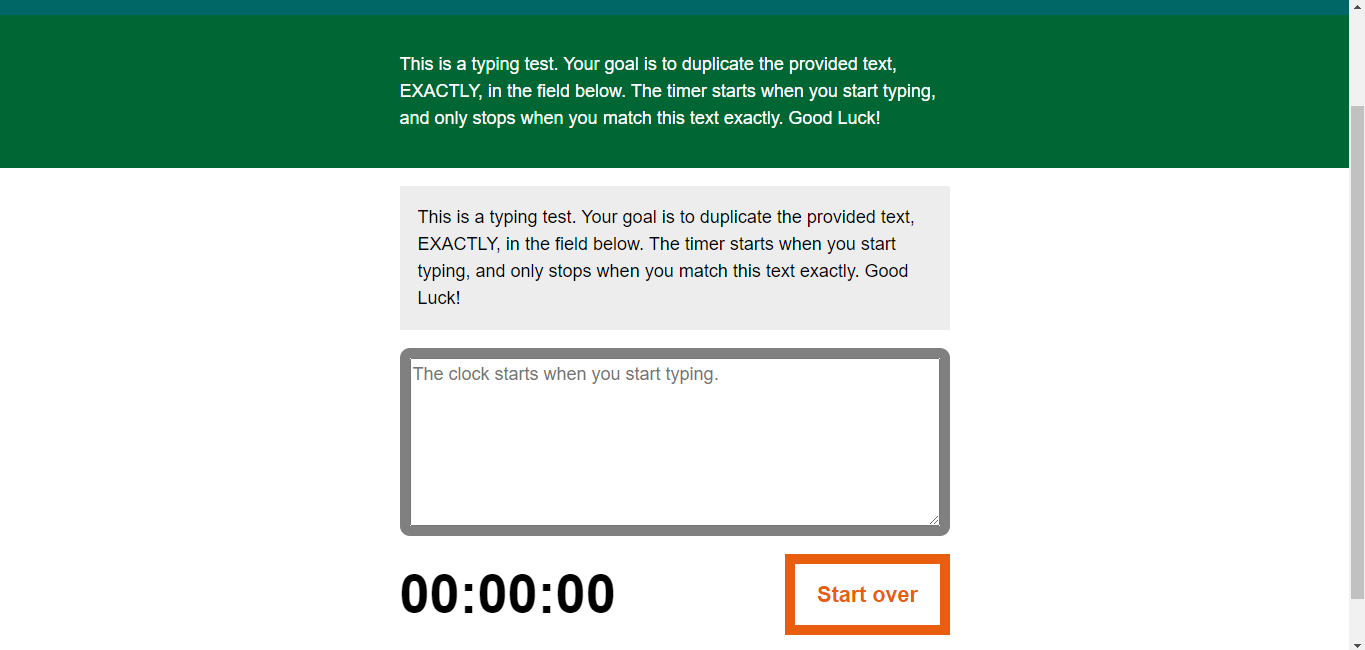 This is a typing test. Your goal is to duplicate the provided text,
EXACTLY, in the field below. The timer starts when you start typing,
and only stops when you match this text exactly. Good Luck!
This is a typing test. Your goal is to duplicate the provided text,
EXACTLY, in the field below. The timer starts when you start
typing, and only stops when you match this text exactly. Good
Luck!
The clock starts when you start typing.
00:00:00
Start over